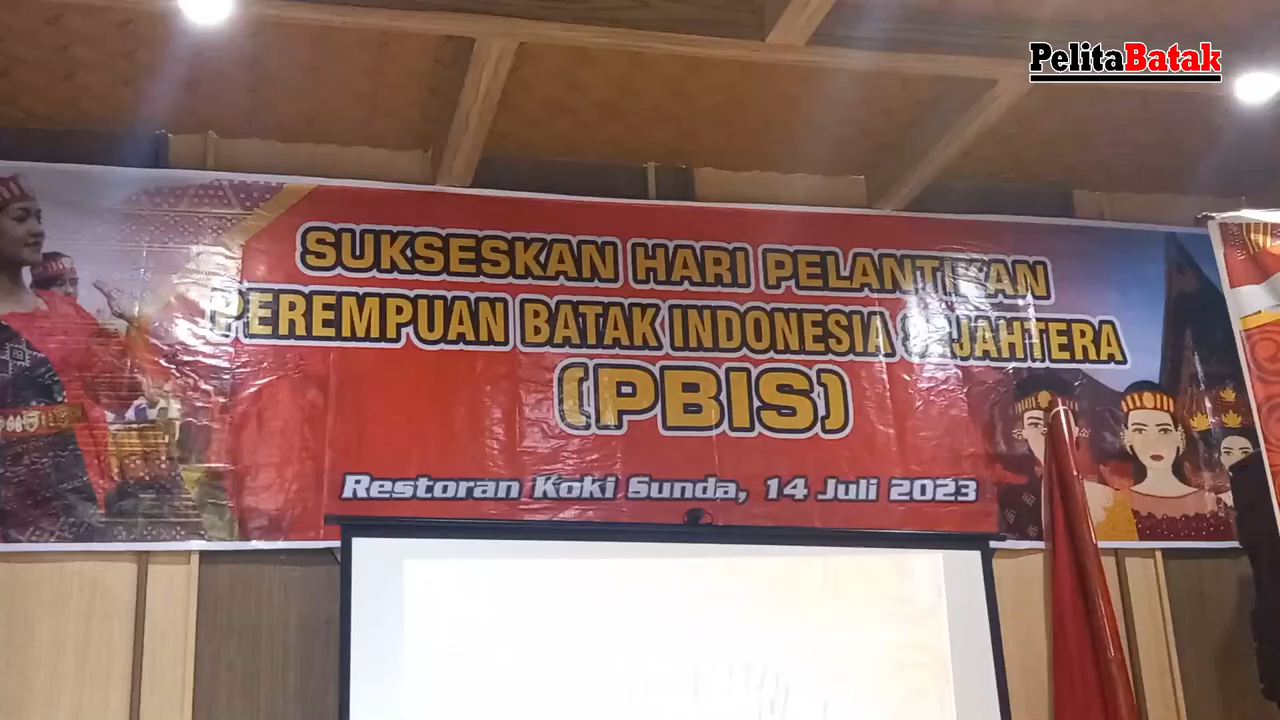 PelitaBatak
SUKSESKAN HARI PELANTIKAN
PEREMPUAN BATAK INDONESIA SEJAHTERA
(PBIS)
Restoran Koki Sunda, 14 Juli 2023